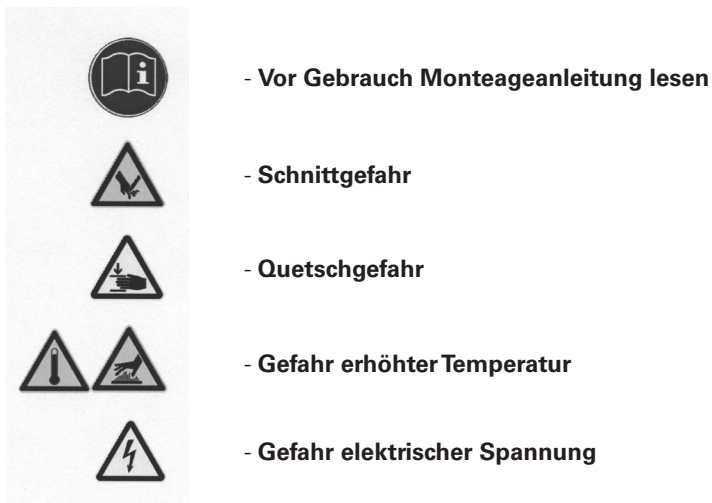 - Vor Gebrauch Monteageanleitung lesen
- Schnittgefahr
- Quetschgefahr
- Gefahr erhöhter Temperatur
- Gefahr elektrischer Spannung